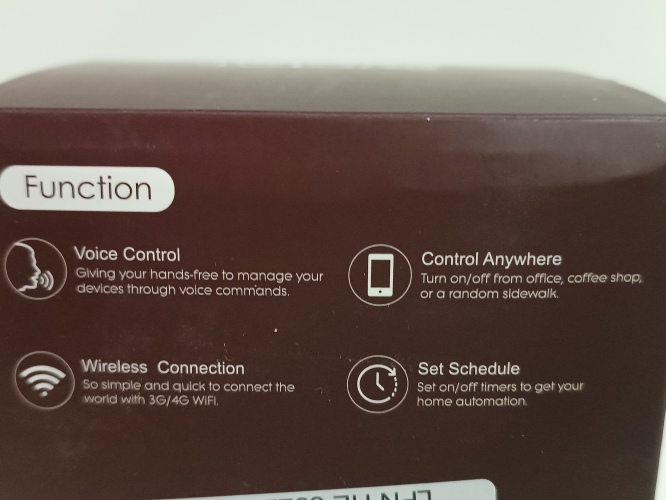 Function
Voice Control
Giving your hands-free to manage your
devices through voice commands.
Control Anywhere
Turn on/off from office, coffee shop,
or a random sidewalk.
Wireless Connection
So simple and quick to connect the
world with 3G/4G WiFi.
Set Schedule
Set on/off timers to get your
home automation.